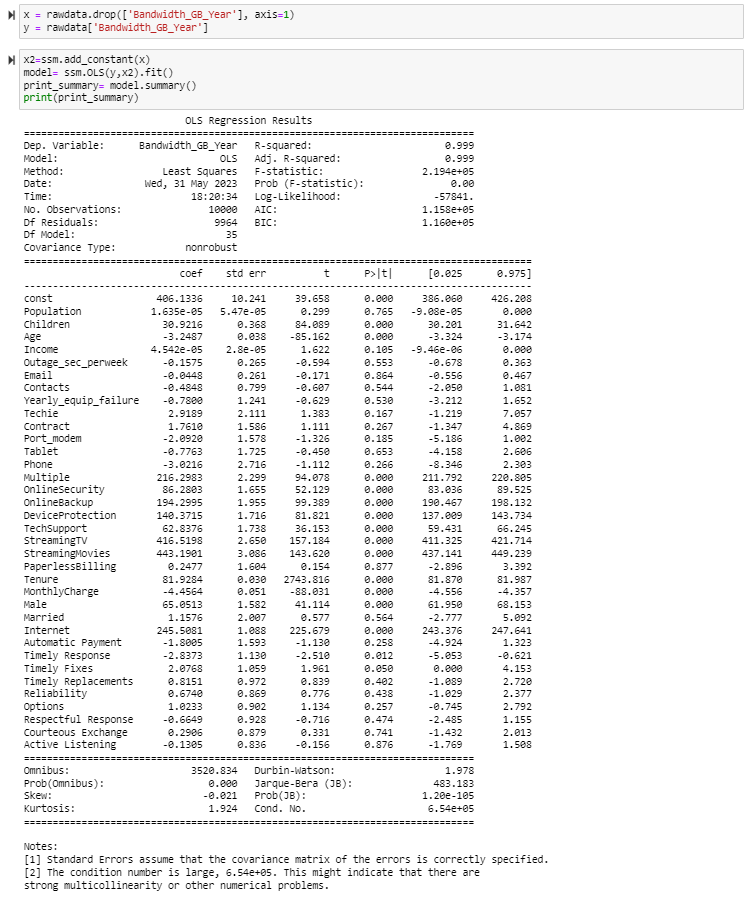 x = rawdata.drop(['Bandwidth_GB_Year'], axis=1)
y = rawdata['Bandwidth_GB_Year']
x2=ssm.add_constant(x)
model= ssm.OLS(y,x2).fit()
print_summary= model.summary()
print(print_summary)
OLS Regression Results
==============================================================================
Dep. Variable: Bandwidth_GB_Year R-squared: 0.999
Model: OLS Adj. R-squared: 0.999
Method: Least Squares F-statistic: 2.194e+05
Date: Wed, 31 May 2023 Prob (F-statistic): 0.00
Time: 18:20:34 Log-Likelihood: -57841.
No. Observations: 10000 AIC: 1.158e+05
Df Residuals: 9964 BIC: 1.160e+05
Df Model: 35
Covariance Type: nonrobust
==============================================================================
coef std err t P>|t| [0.025 0.975]
------------------------------------------------------------------------------
const 406.1336 10.241 39.658 0.000 386.060 426.208
Population 1.635e-05 5.47e-05 0.299 0.765 -9.08e-05 0.000
Children 30.9216 0.368 84.089 0.000 30.201 31.642
Age -3.2487 0.038 -85.162 0.000 -3.324 -3.174
Income 4.542e-05 2.8e-05 1.622 0.105 -9.46e-06 0.000
Outage_sec_perweek -0.1575 0.265 -0.594 0.553 -0.678 0.363
Email -0.0448 0.261 -0.171 0.864 -0.556 0.467
Contacts -0.4848 0.799 -0.607 0.544 -2.050 1.081
Yearly_equip_failure -0.7800 1.241 -0.629 0.530 -3.212 1.652
Techie 2.9189 2.111 1.383 0.167 -1.219 7.057
Contract 1.7610 1.586 1.111 0.267 -1.347 4.869
Port_modem -2.0920 1.578 -1.326 0.185 -5.186 1.002
Tablet -0.7763 1.725 -0.450 0.653 -4.158 2.606
Phone -3.0216 2.716 -1.112 0.266 -8.346 2.303
Multiple 216.2983 2.299 94.078 0.000 211.792 220.805
OnlineSecurity 86.2803 1.655 52.129 0.000 83.036 89.525
OnlineBackup 194.2995 1.955 99.389 0.000 190.467 198.132
DeviceProtection 140.3715 1.716 81.821 0.000 137.009 143.734
TechSupport 62.8376 1.738 36.153 0.000 59.431 66.245
StreamingTV 416.5198 2.650 157.184 0.000 411.325 421.714
StreamingMovies 443.1901 3.086 143.620 0.000 437.141 449.239
PaperlessBilling 0.2477 1.604 0.154 0.877 -2.896 3.392
Tenure 81.9284 0.030 2743.816 0.000 81.870 81.987
MonthlyCharge -4.4564 0.051 -88.031 0.000 -4.556 -4.357
Male 65.0513 1.582 41.114 0.000 61.950 68.153
Married 1.1576 2.007 0.577 0.564 -2.777 5.092
Internet 245.5081 1.088 225.679 0.000 243.376 247.641
Automatic Payment -1.8005 1.593 -1.130 0.258 -4.924 1.323
Timely Response -2.8373 1.130 -2.510 0.012 -5.053 -0.621
Timely Fixes 2.0768 1.059 1.961 0.050 0.000 4.153
Timely Replacements 0.8151 0.972 0.839 0.402 -1.089 2.720
Reliability 0.6740 0.869 0.776 0.438 -1.029 2.377
Options 1.0233 0.902 1.134 0.257 -0.745 2.792
Respectful Response -0.6649 0.928 -0.716 0.474 -2.485 1.155
Courteous Exchange 0.2906 0.879 0.331 0.741 -1.432 2.013
Active Listening -0.1305 0.836 -0.156 0.876 -1.769 1.508
==============================================================================
Omnibus: 3520.834 Durbin-Watson: 1.978
Prob(Omnibus): 0.000 Jarque-Bera (JB): 483.183
Skew: -0.021 Prob(JB): 1.20e-105
Kurtosis: 1.924 Cond. No. 6.54e+05
==============================================================================
Notes:
[1] Standard Errors assume that the covariance matrix of the errors is correctly specified.
[2] The condition number is large, 6.54e+05. This might indicate that there are
strong multicollinearity or other numerical problems.